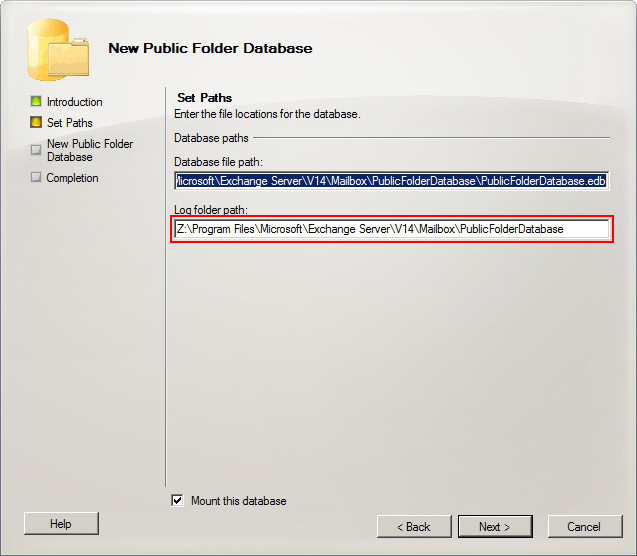 New Public Folder Database
Introduction
Set Paths
New Public Folder
Database
Completion
Set Paths
Enter the file locations for the database.
Database paths
Database file path:
Microsoft\Exchange Server\V14\Mailbox\PublicFolderDatabase\PublicFolderDatabase.edb
Log folder path:
Z:\Program Files\Microsoft\Exchange Server\V14\Mailbox\PublicFolderDatabase
Mount this database
Help
< Back
Next >
Cancel